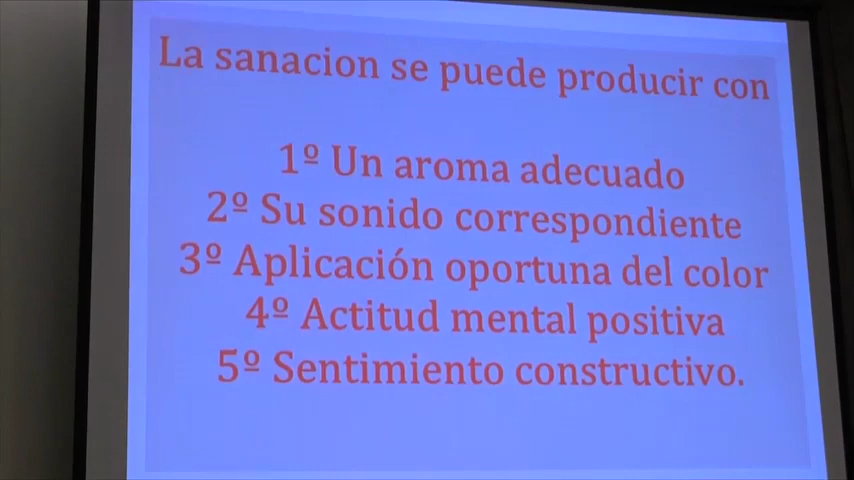 La sanacion se puede producir con
1º Un aroma adecuado
2º Su sonido correspondiente
3º Aplicación oportuna del color
4º Actitud mental positiva
5º Sentimiento constructivo.